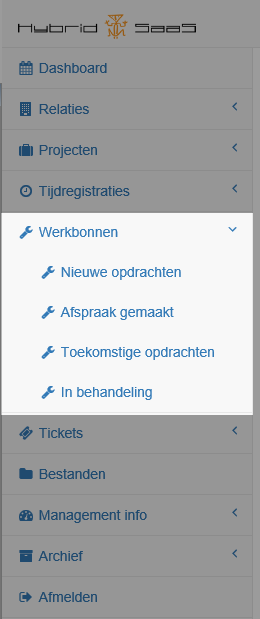 Hybrid SaaS
Dashboard
Relaties
Projecten
Tijdregistraties
Werkbonnen
Nieuwe opdrachten
Afspraak gemaakt
Toekomstige opdrachten
In behandeling
Tickets
Bestanden
Management info
Archief
Afmelden